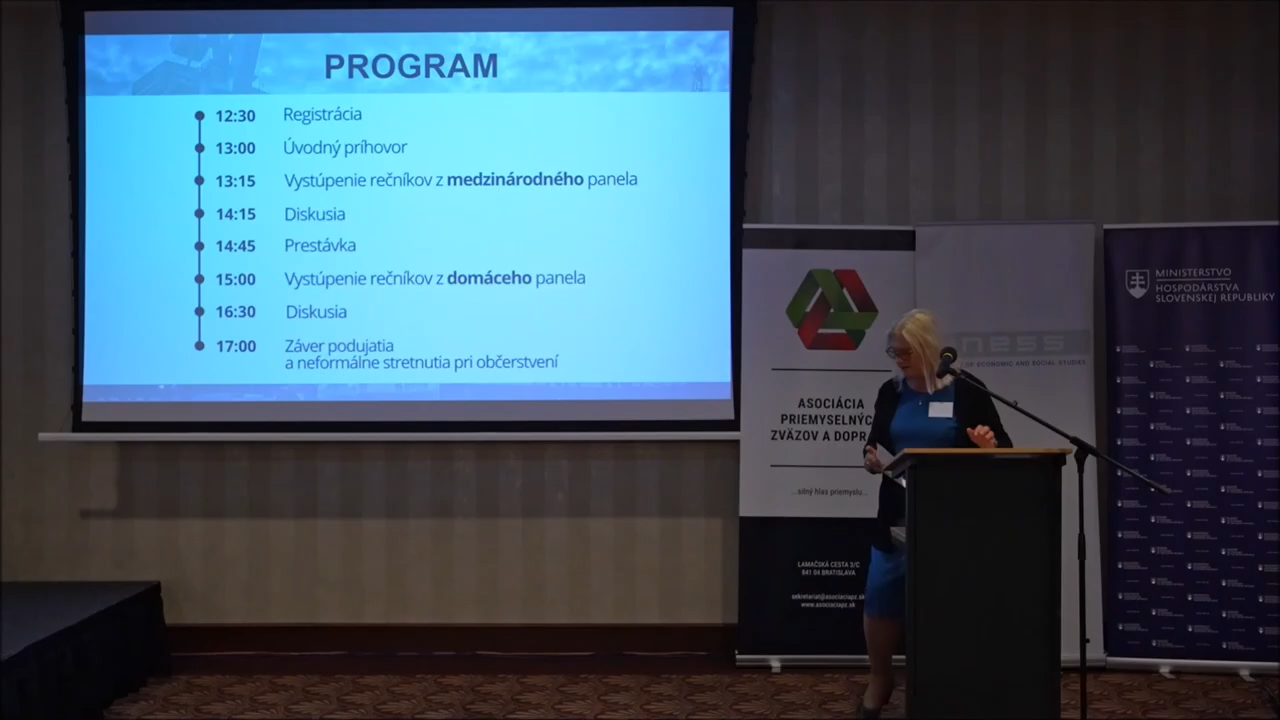 PROGRAM
12:30 Registrácia
13:00 Úvodný príhovor
13:15 Vystúpenie rečníkov z medzinárodného panela
14:15 Diskusia
14:45 Prestávka
15:00 Vystúpenie rečníkov z domáceho panela
16:30 Diskusia
17:00 Záver podujatia
a neformálne stretnutia pri občerstvení
ASOCIÁCIA
PRIEMYSELNÝC
ZVÄZOV A DOPR
...silný hlas priemyslu...
LAMAČSKÁ CESTA 3/C
841 04 BRATISLAVA
sekretariat@asociaciapz.sk
www.asociaciapz.sk
ness
OF ECONOMIC AND SOCIAL STUDIES
MINISTERSTVO
HOSPODÁRSTVA
SLOVENSKEJ REPUBLIKY